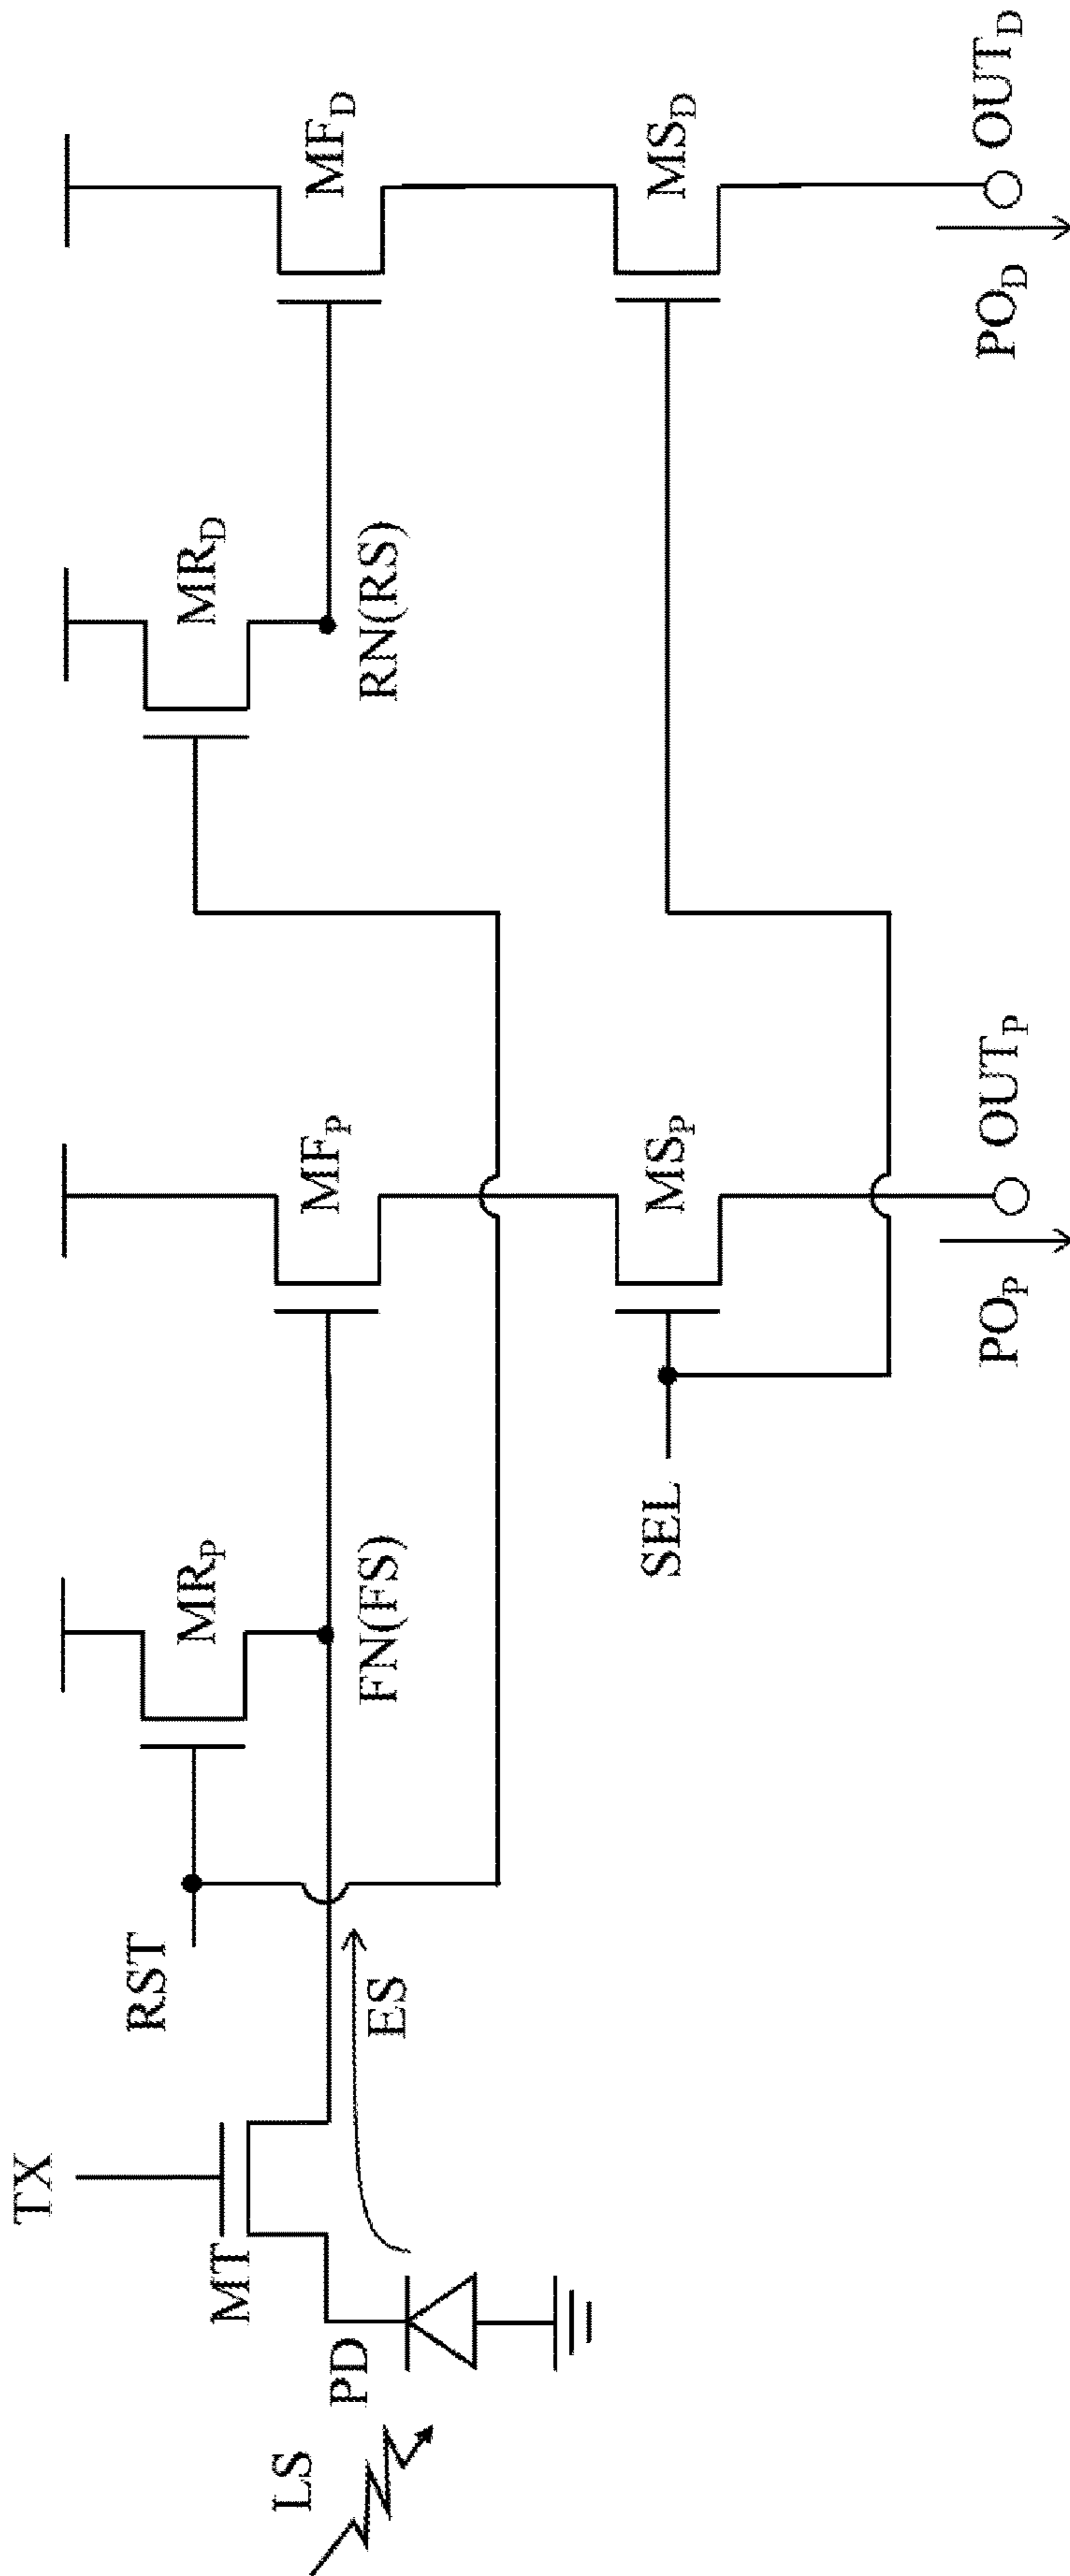 TX
MT
LS
PD
ES
RST
MR_P
FN(FS)
MF_P
SEL
MS_P
PO_P
OUT_P
MR_D
RN(RS)
MF_D
MS_D
PO_D
OUT_D